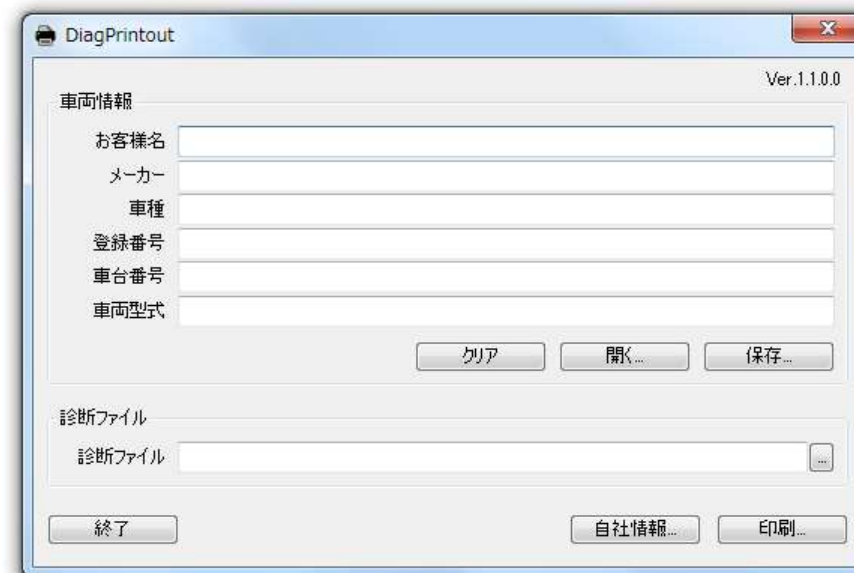 DiagPrintout
Ver.1.1.0.0
車両情報
お客様名
メーカー
車種
登録番号
車台番号
車両型式
クリア 開く... 保存...
診断ファイル
診断ファイル ...
終了 自社情報... 印刷...